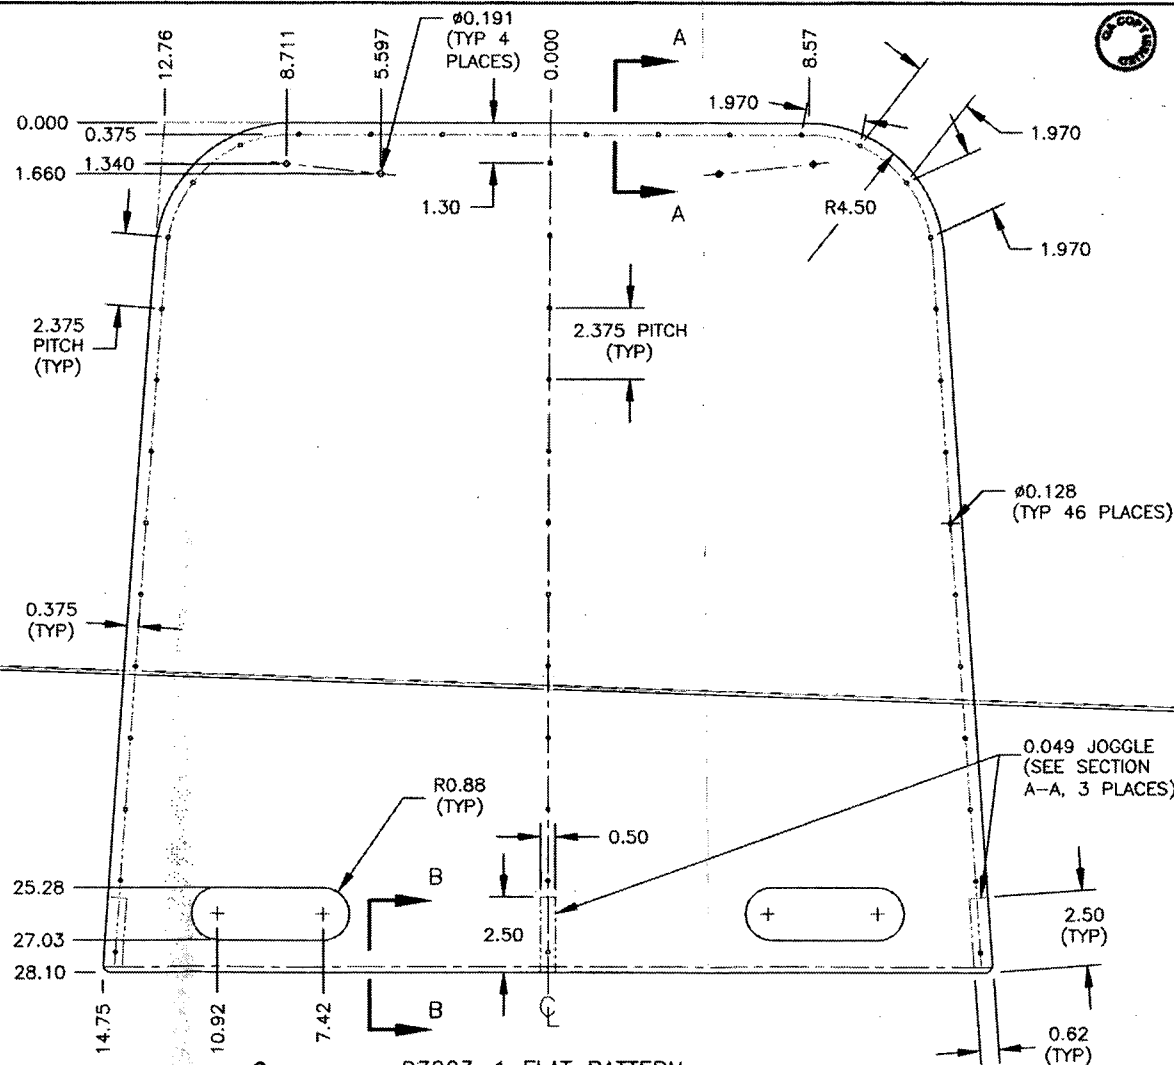 12.76
8.711
5.597
ø0.191
(TYP 4
PLACES)
0.000
A
8.57
1.970
1.970
0.000
0.375
1.340
1.660
1.30
A
R4.50
1.970
2.375
PITCH
(TYP)
2.375 PITCH
(TYP)
ø0.128
(TYP 46 PLACES)
0.375
(TYP)
0.049 JOGGLE
(SEE SECTION
A-A, 3 PLACES)
R0.88
(TYP)
0.50
25.28
27.03
28.10
B
2.50
2.50
(TYP)
14.75
10.92
7.42
B
CL
0.62
(TYP)
FLAT PATTERN